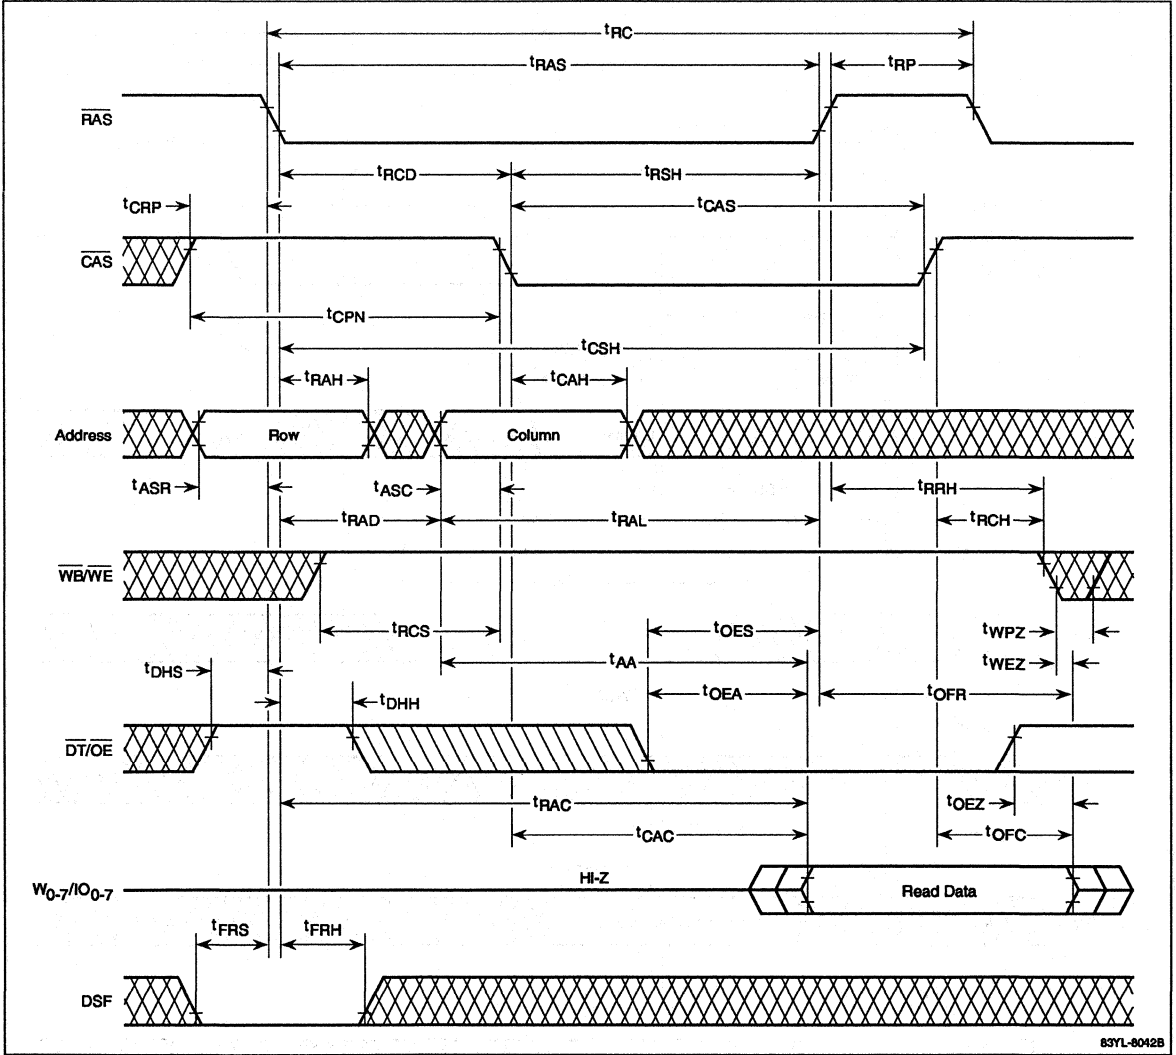 tRC
tRAS
tRP
RAS
tRCD
tRSH
tCRP
tCAS
CAS
tCPN
tCSH
tRAH
tCAH
Address
Row
Column
tASR
tASC
tRRH
tRAD
tRAL
tRCH
WB/WE
tRCS
tOES
tWPZ
tAA
tWEZ
tDHS
tOEA
tOFR
tDHH
DT/OE
tRAC
tOEZ
tCAC
tOFC
HI-Z
W0-7/IO0-7
Read Data
tFRS
tFRH
DSF
83YL-8042B